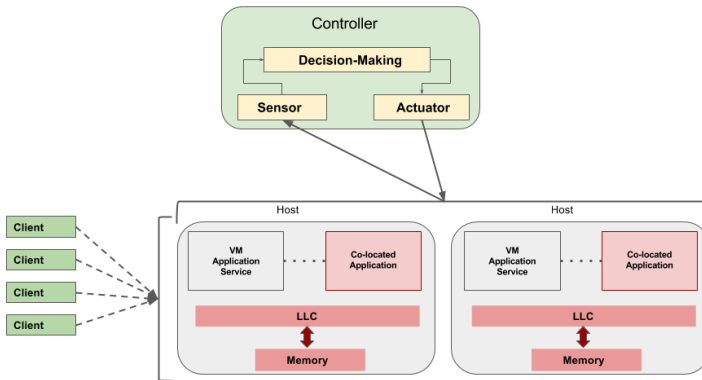 Controller
Decision-Making
Sensor
Actuator
Host
Host
Client
Client
Client
Client
VM
Application
Service
Co-located
Application
LLC
Memory
VM
Application
Service
Co-located
Application
LLC
Memory